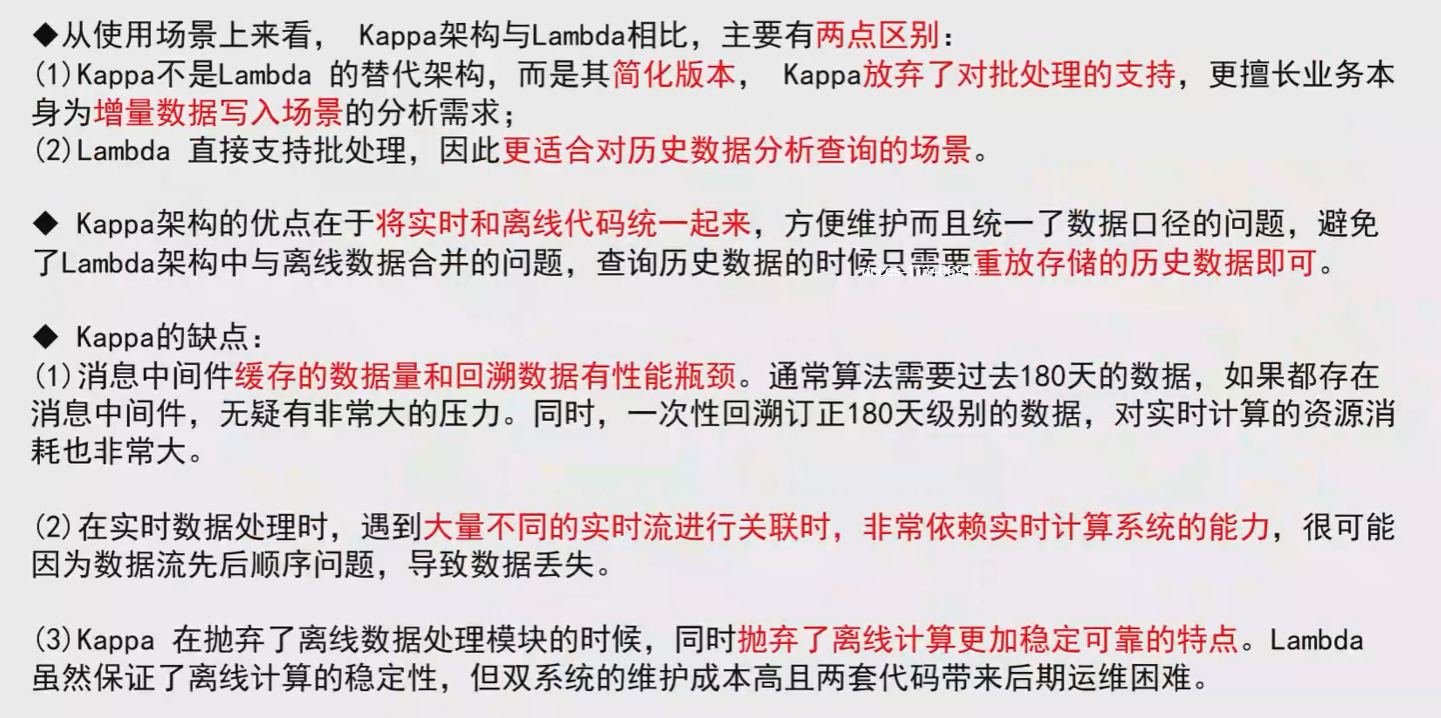 ◆从使用场景上来看， Kappa架构与Lambda相比，主要有两点区别：
(1)Kappa不是Lambda 的替代架构，而是其简化版本， Kappa放弃了对批处理的支持，更擅长业务本
身为增量数据写入场景的分析需求；
(2)Lambda 直接支持批处理，因此更适合对历史数据分析查询的场景。
◆ Kappa架构的优点在于将实时和离线代码统一起来，方便维护而且统一了数据口径的问题，避免
了Lambda架构中与离线数据合并的问题，查询历史数据的时候只需要重放存储的历史数据即可。
◆ Kappa的缺点：
(1)消息中间件缓存的数据量和回溯数据有性能瓶颈。通常算法需要过去180天的数据，如果都存在
消息中间件，无疑有非常大的压力。同时，一次性回溯订正180天级别的数据，对实时计算的资源消
耗也非常大。
(2)在实时数据处理时，遇到大量不同的实时流进行关联时，非常依赖实时计算系统的能力，很可能
因为数据流先后顺序问题，导致数据丢失。
(3)Kappa 在抛弃了离线数据处理模块的时候，同时抛弃了离线计算更加稳定可靠的特点。Lambda
虽然保证了离线计算的稳定性，但双系统的维护成本高且两套代码带来后期运维困难。